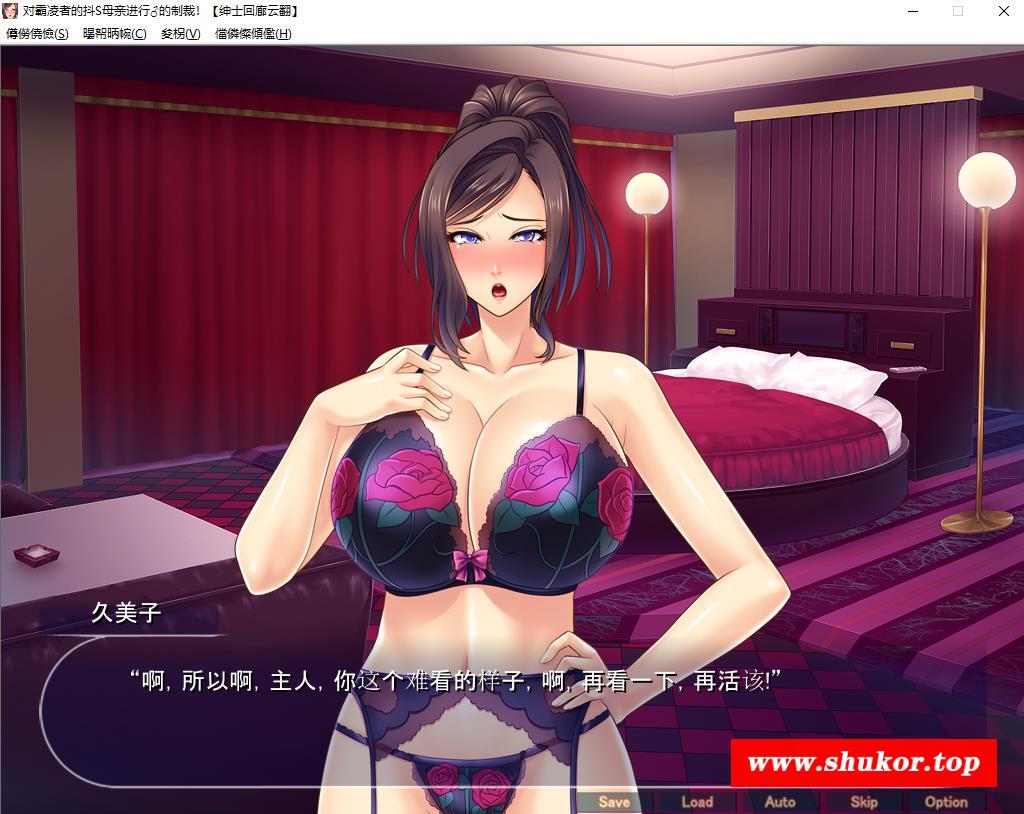 对霸凌者的抖S母亲进行♂的制裁！【绅士回廊云翻】
(S) (C) (V) (H)
久美子
“啊, 所以啊, 主人, 你这个难看的样子, 啊, 再看一下, 再活该!”
www.shukor.top
Save Load Auto Skip Option